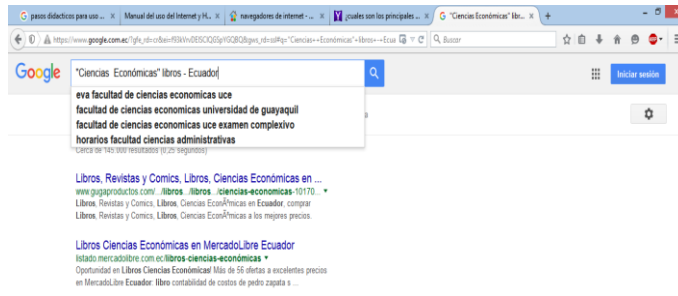 pasos didacticos para uso ...
Manual del uso del Internet y H...
navegadores de internet - ...
¿cuales son los principales ...
"Ciencias Económicas" libr...
https://www.google.com.ec/?gfe_rd=cr&ei=
Buscar
Google
"Ciencias Económicas" libros - Ecuador
Iniciar sesión
eva facultad de ciencias economicas uce
facultad de ciencias economicas universidad de guayaquil
facultad de ciencias economicas uce examen complexivo
horarios facultad ciencias administrativas
Cerca de 145.000 resultados (0,25 segundos)
Libros, Revistas y Comics, Libros, Ciencias Económicas en ...
www.gugaproductos.com/.../libros.../libros.../ciencias-economicas-10170...
Libros, Revistas y Comics, Libros, Ciencias EconÃ³micas en Ecuador, comprar
Libros, Revistas y Comics, Libros, Ciencias EconÃ³micas a los mejores precios.
Libros Ciencias Económicas en MercadoLibre Ecuador
listado.mercadolibre.com.ec/libros-ciencias-económicas
Oportunidad en Libros Ciencias Económicas! Más de 56 ofertas a excelentes precios
en MercadoLibre Ecuador: libro contabilidad de costos de pedro zapata s ...